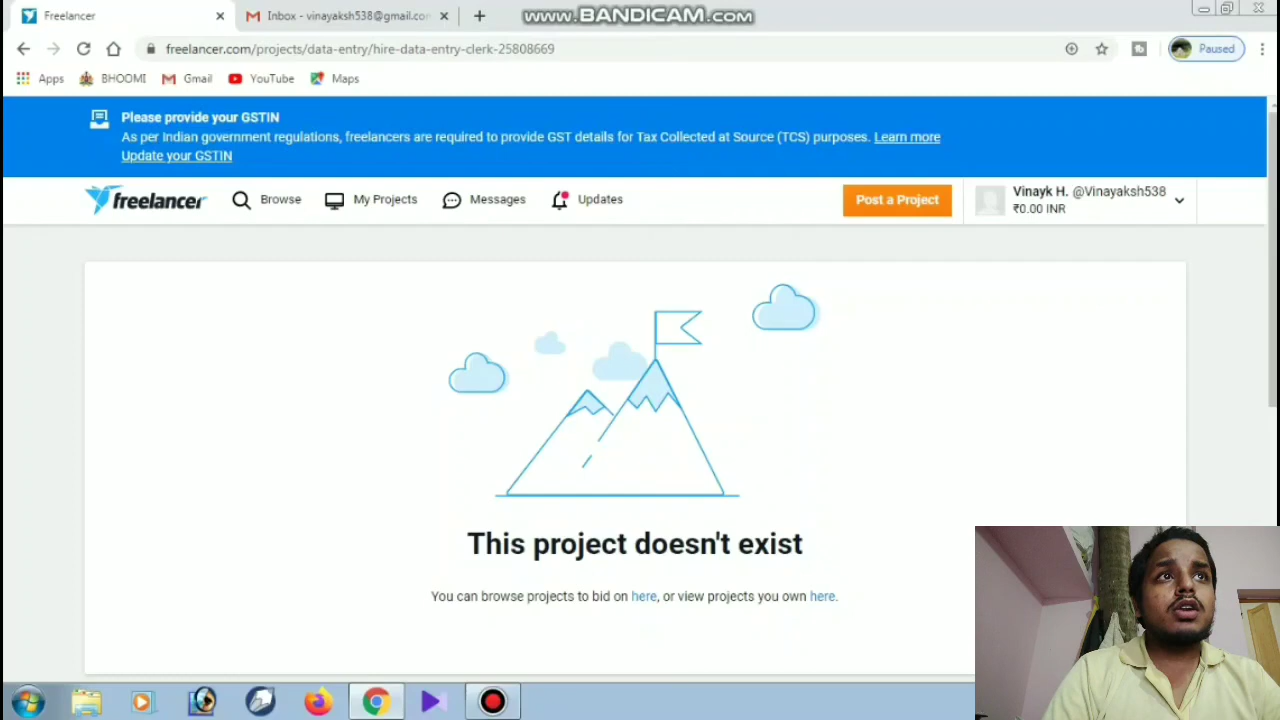 Freelancer
Inbox - vinayaksh538@gmail.con
www.BANDICAM.com
freelancer.com/projects/data-entry/hire-data-entry-clerk-25808669
Paused
Apps BHOOMI Gmail YouTube Maps
Please provide your GSTIN
As per Indian government regulations, freelancers are required to provide GST details for Tax Collected at Source (TCS) purposes. Learn more
Update your GSTIN
freelancer Browse My Projects Messages Updates
Post a Project
Vinayk H. @Vinayaksh538
₹0.00 INR
This project doesn't exist
You can browse projects to bid on here, or view projects you own here.